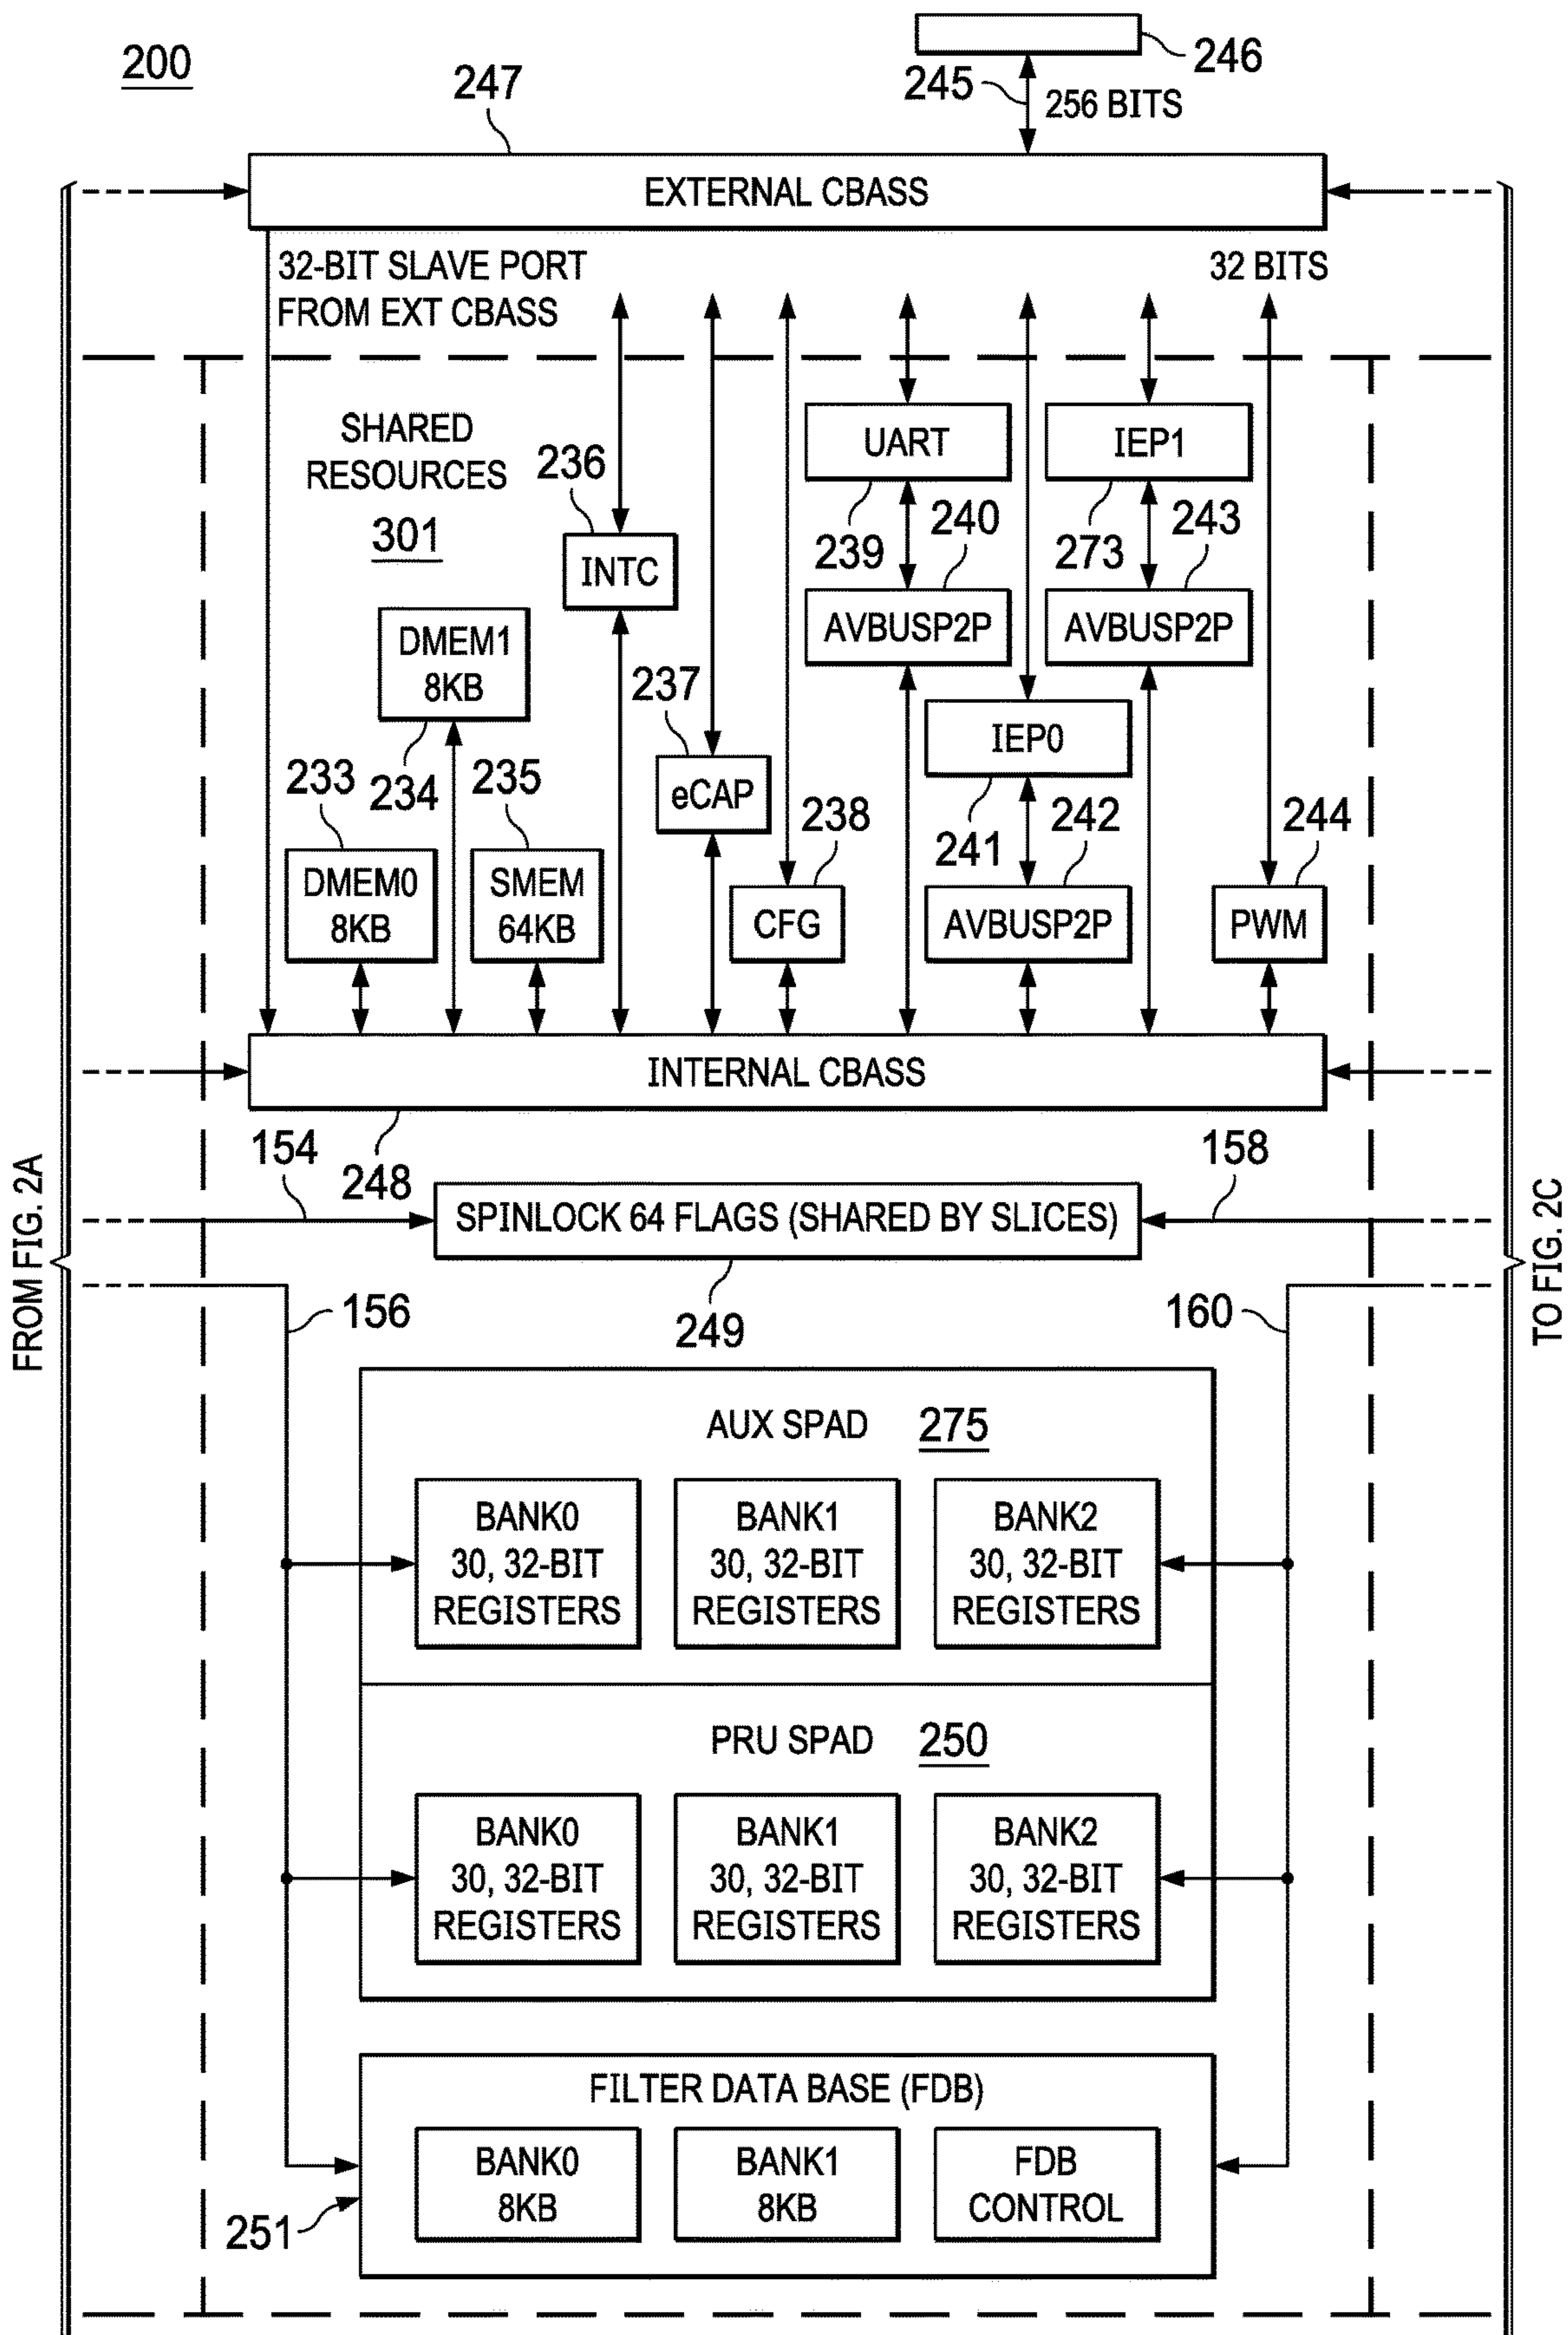 200
246
245
256 BITS
247
EXTERNAL CBASS
32-BIT SLAVE PORT
FROM EXT CBASS
32 BITS
SHARED
RESOURCES
301
236
INTC
UART
239
240
AVBUSP2P
IEP1
273
243
AVBUSP2P
DMEM1
8KB
234
237
eCAP
IEP0
241
242
AVBUSP2P
233
DMEM0
8KB
235
SMEM
64KB
238
CFG
244
PWM
INTERNAL CBASS
248
154
158
SPINLOCK 64 FLAGS (SHARED BY SLICES)
249
FROM FIG. 2A
TO FIG. 2C
156
160
AUX SPAD 275
BANK0
30, 32-BIT
REGISTERS
BANK1
30, 32-BIT
REGISTERS
BANK2
30, 32-BIT
REGISTERS
PRU SPAD 250
BANK0
30, 32-BIT
REGISTERS
BANK1
30, 32-BIT
REGISTERS
BANK2
30, 32-BIT
REGISTERS
FILTER DATA BASE (FDB)
BANK0
8KB
BANK1
8KB
FDB
CONTROL
251